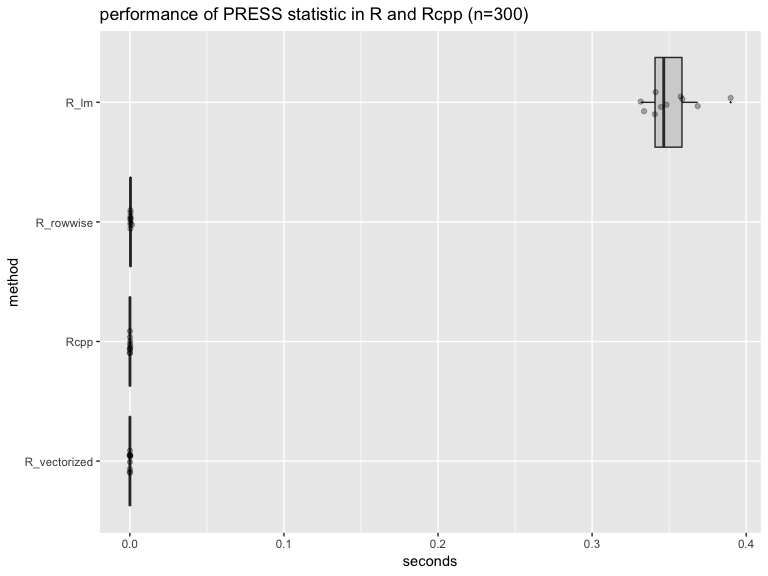 performance of PRESS statistic in R and Rcpp (n=300)
R_lm
R_rowwise
Rcpp
R_vectorized
method
0.0 0.1 0.2 0.3 0.4
seconds